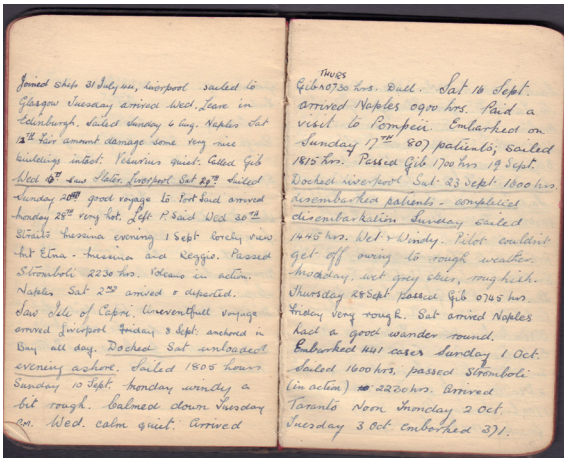 Joined ship 31 July 44, Liverpool sailed to
Glasgow Tuesday arrived Wed. Leave in
Edinburgh. Sailed Sunday 6 Aug. Naples Sat
12TH Fair amount damage some very nice
buildings intact. Vesuvius quiet. Called Gib
Wed 16TH saw Slater. Liverpool Sat Sailed
Sunday 20TH good voyage to Port Said arrived
Monday 28TH very hot. Left P. Said Wed 30TH
Straits Messina evening 1 Sept lovely view
Mnt Etna - Messina and Reggio. Passed
Stromboli 2230 hrs. Volcano in action.
Naples Sat 2ND arrived & departed.
Saw Isle of Capri. Uneventfull voyage
arrived Liverpool Friday 8 Sept. anchored in
Bay all day. Docked Sat unloaded
evening ashore. Sailed 1805 hours
Sunday 10 Sept. Monday windy a
bit rough. Calmed down Tuesday
P.M. Wed. calm quiet. Arrived
THURS
Gib 0730 hrs. Dull. Sat 16 Sept.
arrived Naples 0900 hrs. Paid a
visit to Pompeii. Embarked on
Sunday 17TH 807 patients; sailed
1815 hrs. Passed Gib 1700 hrs 19 Sept.
Docked Liverpool Sat. 23 Sept 1300 hrs.
disembarked patients - completed
disembarkation Sunday sailed
1445 hrs. Wet & Windy. Pilot couldn't
get off owing to rough weather.
Monday, wet grey skies, roughish.
Thursday 28 Sept passed Gib 0745 hrs.
Friday very rough. Sat arrived Naples
had a good wander round.
Embarked 441 cases Sunday 1 Oct.
Sailed 1600 hrs. passed Stromboli
(in action) 2230 hrs. Arrived
Taranto Noon Monday 2 Oct.
Tuesday 3 Oct. embarked 371.